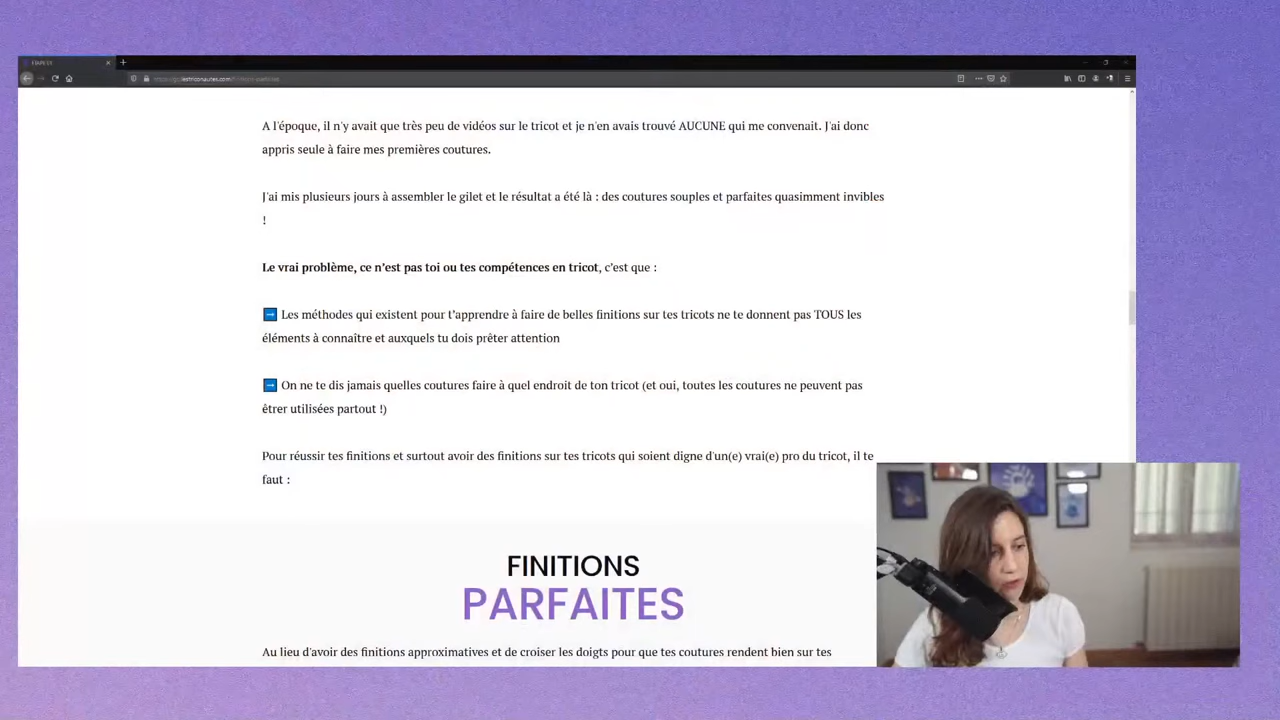 A l'époque, il n'y avait que très peu de vidéos sur le tricot et je n'en avais trouvé AUCUNE qui me convenait. J'ai donc
appris seule à faire mes premières coutures.
J'ai mis plusieurs jours à assembler le gilet et le résultat a été là : des coutures souples et parfaites quasimment invibles
!
Le vrai problème, ce n'est pas toi ou tes compétences en tricot, c'est que :
Les méthodes qui existent pour t'apprendre à faire de belles finitions sur tes tricots ne te donnent pas TOUS les
éléments à connaître et auxquels tu dois prêter attention
On ne te dis jamais quelles coutures faire à quel endroit de ton tricot (et oui, toutes les coutures ne peuvent pas
êtrer utilisées partout !)
Pour réussir tes finitions et surtout avoir des finitions sur tes tricots qui soient digne d'un(e) vrai(e) pro du tricot, il te
faut :
FINITIONS
PARFAITES
Au lieu d'avoir des finitions approximatives et de croiser les doigts pour que tes coutures rendent bien sur tes